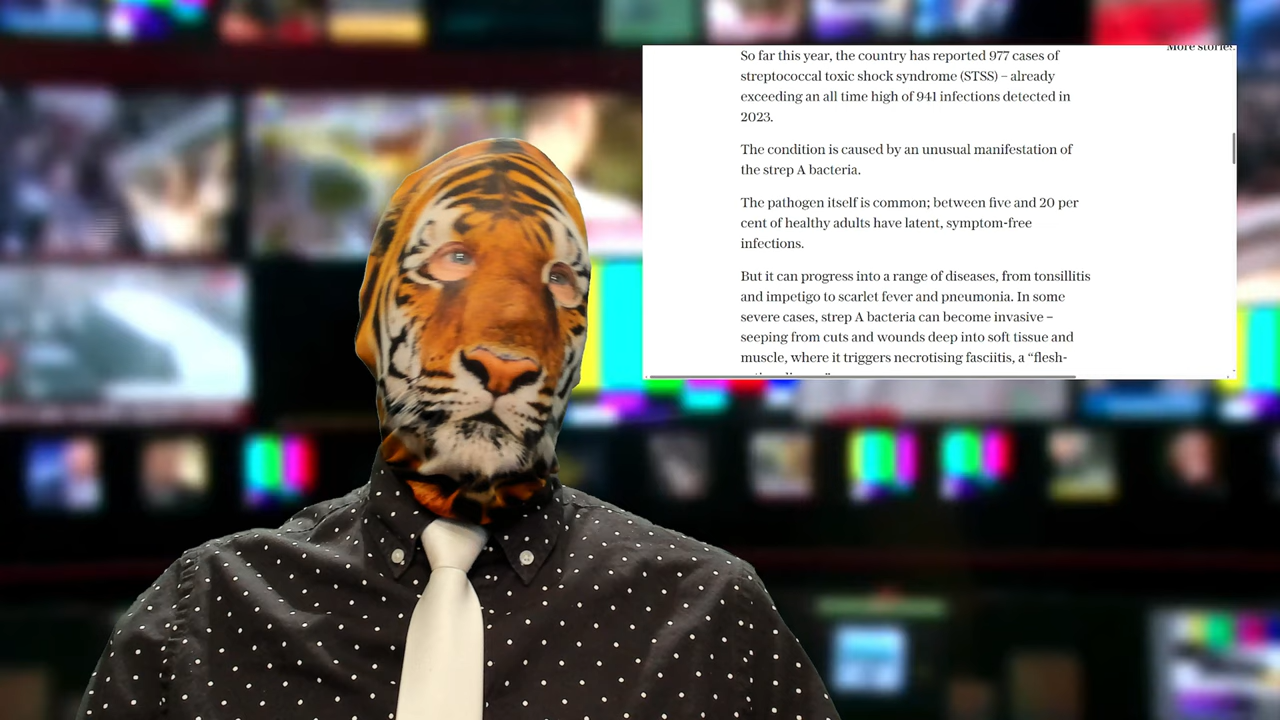 More stories
So far this year, the country has reported 977 cases of
streptococcal toxic shock syndrome (STSS) – already
exceeding an all time high of 941 infections detected in
2023.
The condition is caused by an unusual manifestation of
the strep A bacteria.
The pathogen itself is common; between five and 20 per
cent of healthy adults have latent, symptom-free
infections.
But it can progress into a range of diseases, from tonsillitis
and impetigo to scarlet fever and pneumonia. In some
severe cases, strep A bacteria can become invasive –
seeping from cuts and wounds deep into soft tissue and
muscle, where it triggers necrotising fasciitis, a “flesh-